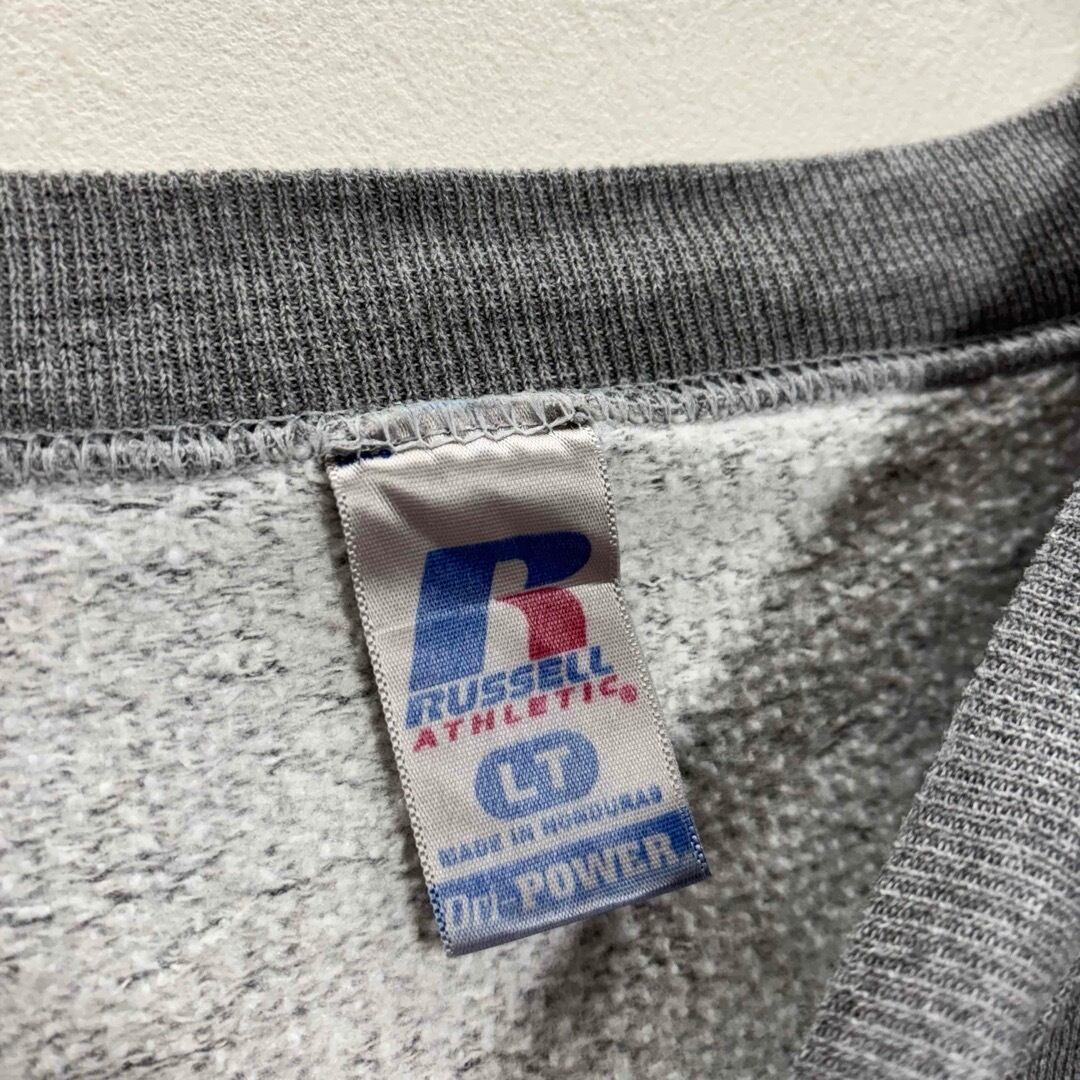 R
RUSSELL
ATHLETIC®
LT
MADE IN HONDURAS
Dri-POWER